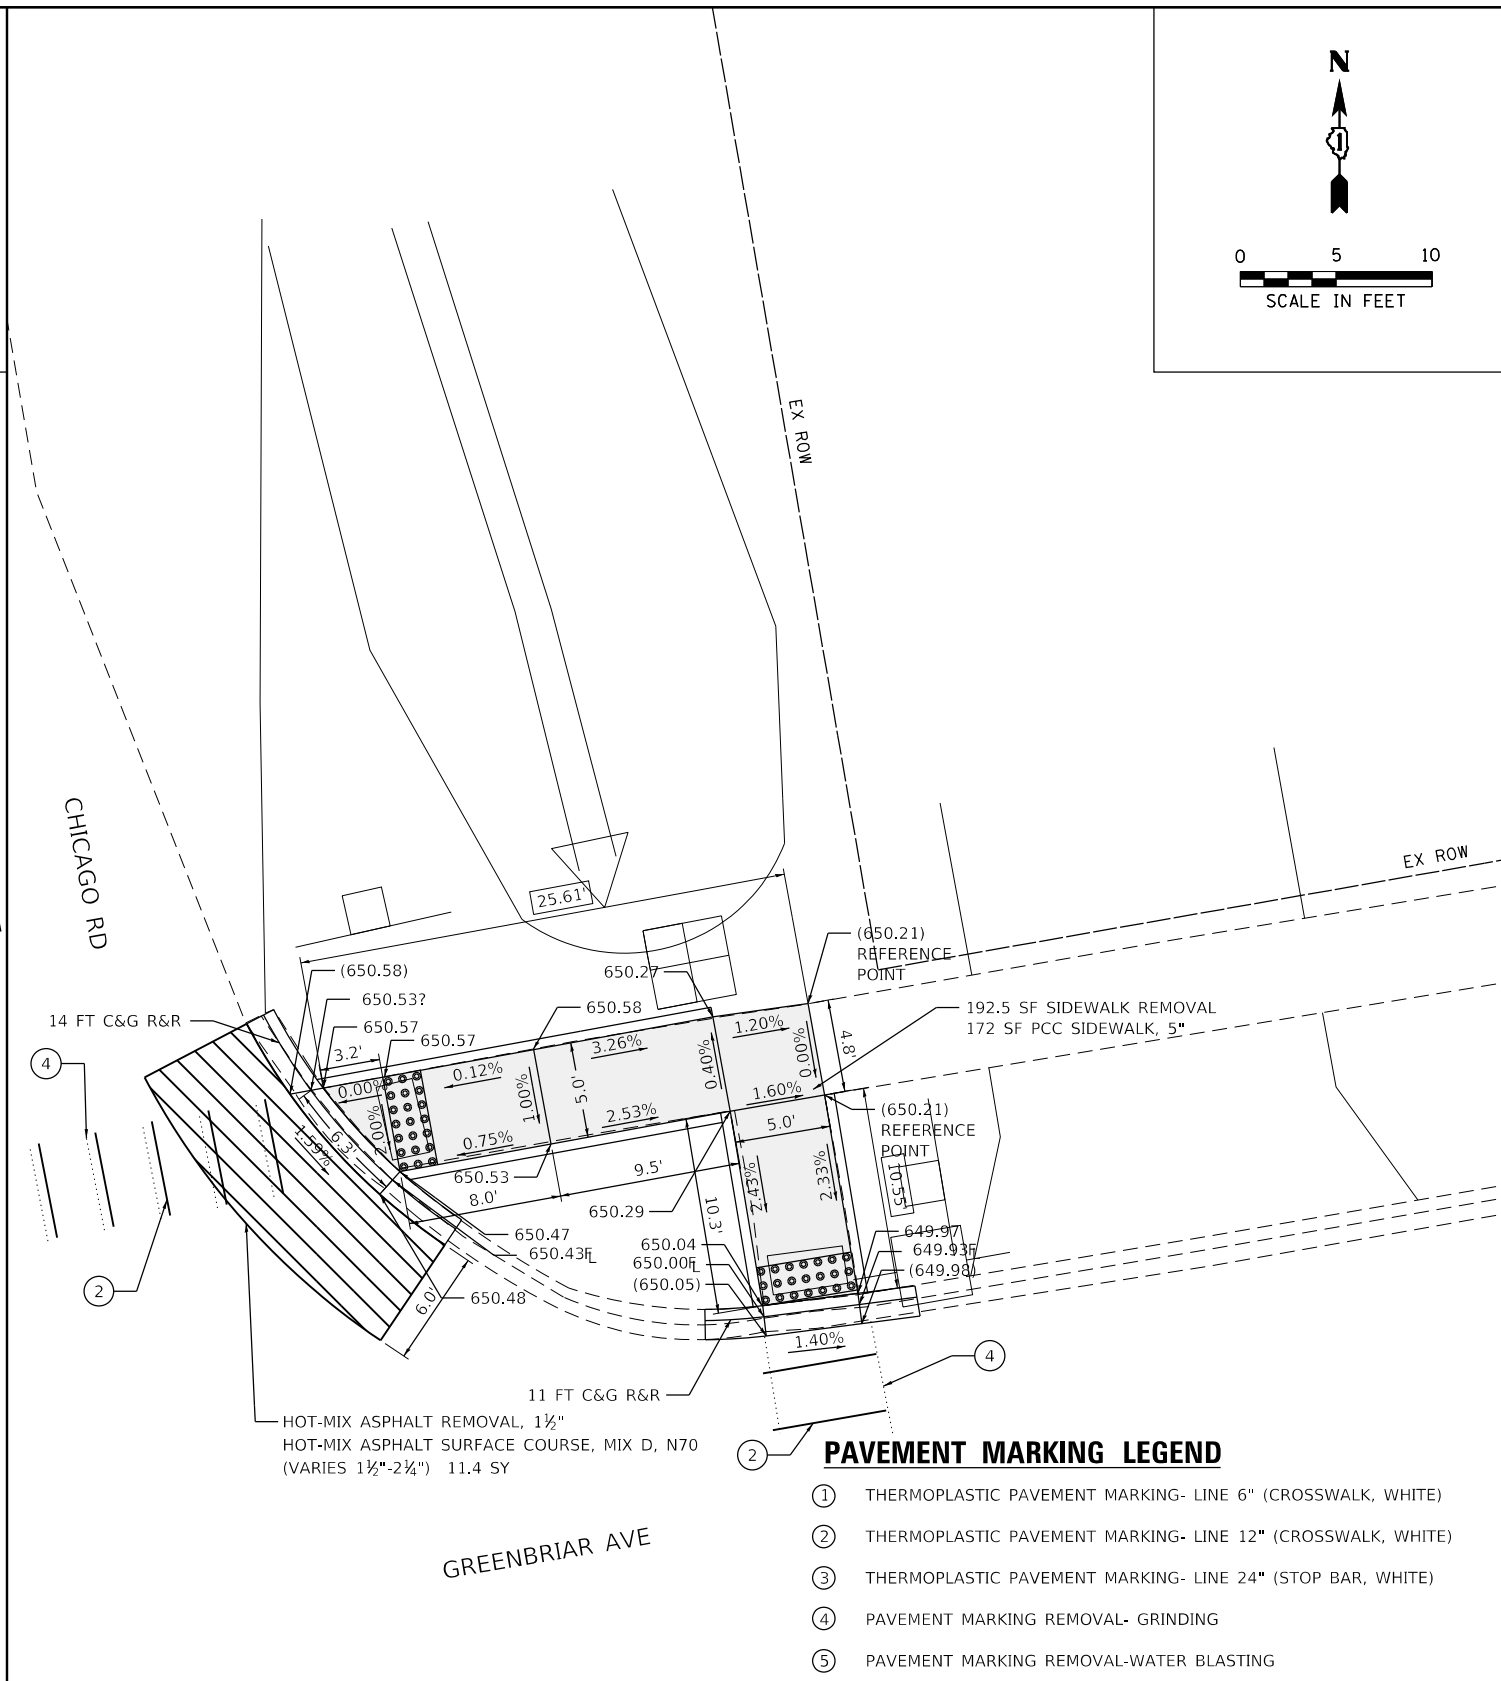 N
1
0 5 10
SCALE IN FEET
EX ROW
CHICAGO RD
EX ROW
25.61'
(650.21)
REFERENCE
POINT
(650.58)
650.27
650.53?
650.58
192.5 SF SIDEWALK REMOVAL
172 SF PCC SIDEWALK, 5"
14 FT C&G R&R
650.57
650.57
1.20%
4.8'
4
3.2'
3.26%
0.40%
0.00%
0.00%
0.12%
1.00%
5.0'
1.60%
2.00%
2.53%
(650.21)
REFERENCE
POINT
5.0'
1.59%
6.3'
0.75%
650.53
9.5'
8.0'
2.43%
2.33%
10.55'
650.29
10.3'
650.47
650.43FL
650.04
650.00FL
(650.05)
649.97
649.93F
(649.98)
2
650.48
6.0'
1.40%
4
11 FT C&G R&R
HOT-MIX ASPHALT REMOVAL, 1½"
HOT-MIX ASPHALT SURFACE COURSE, MIX D, N70
(VARIES 1½"-2¼") 11.4 SY
2
GREENBRIAR AVE
PAVEMENT MARKING LEGEND
1 THERMOPLASTIC PAVEMENT MARKING- LINE 6" (CROSSWALK, WHITE)
2 THERMOPLASTIC PAVEMENT MARKING- LINE 12" (CROSSWALK, WHITE)
3 THERMOPLASTIC PAVEMENT MARKING- LINE 24" (STOP BAR, WHITE)
4 PAVEMENT MARKING REMOVAL- GRINDING
5 PAVEMENT MARKING REMOVAL-WATER BLASTING